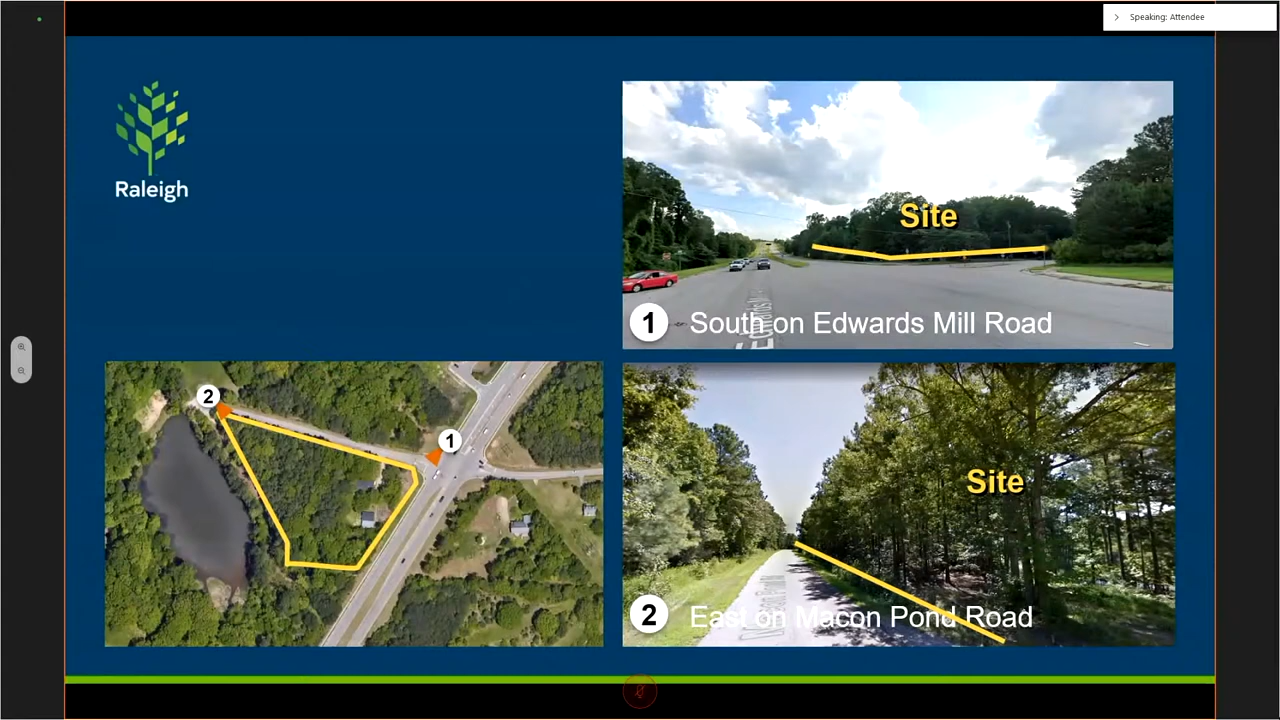 Speaking: Attendee
Raleigh
Site
1 South on Edwards Mill Road
2
1
Site
2 East on Macon Pond Road